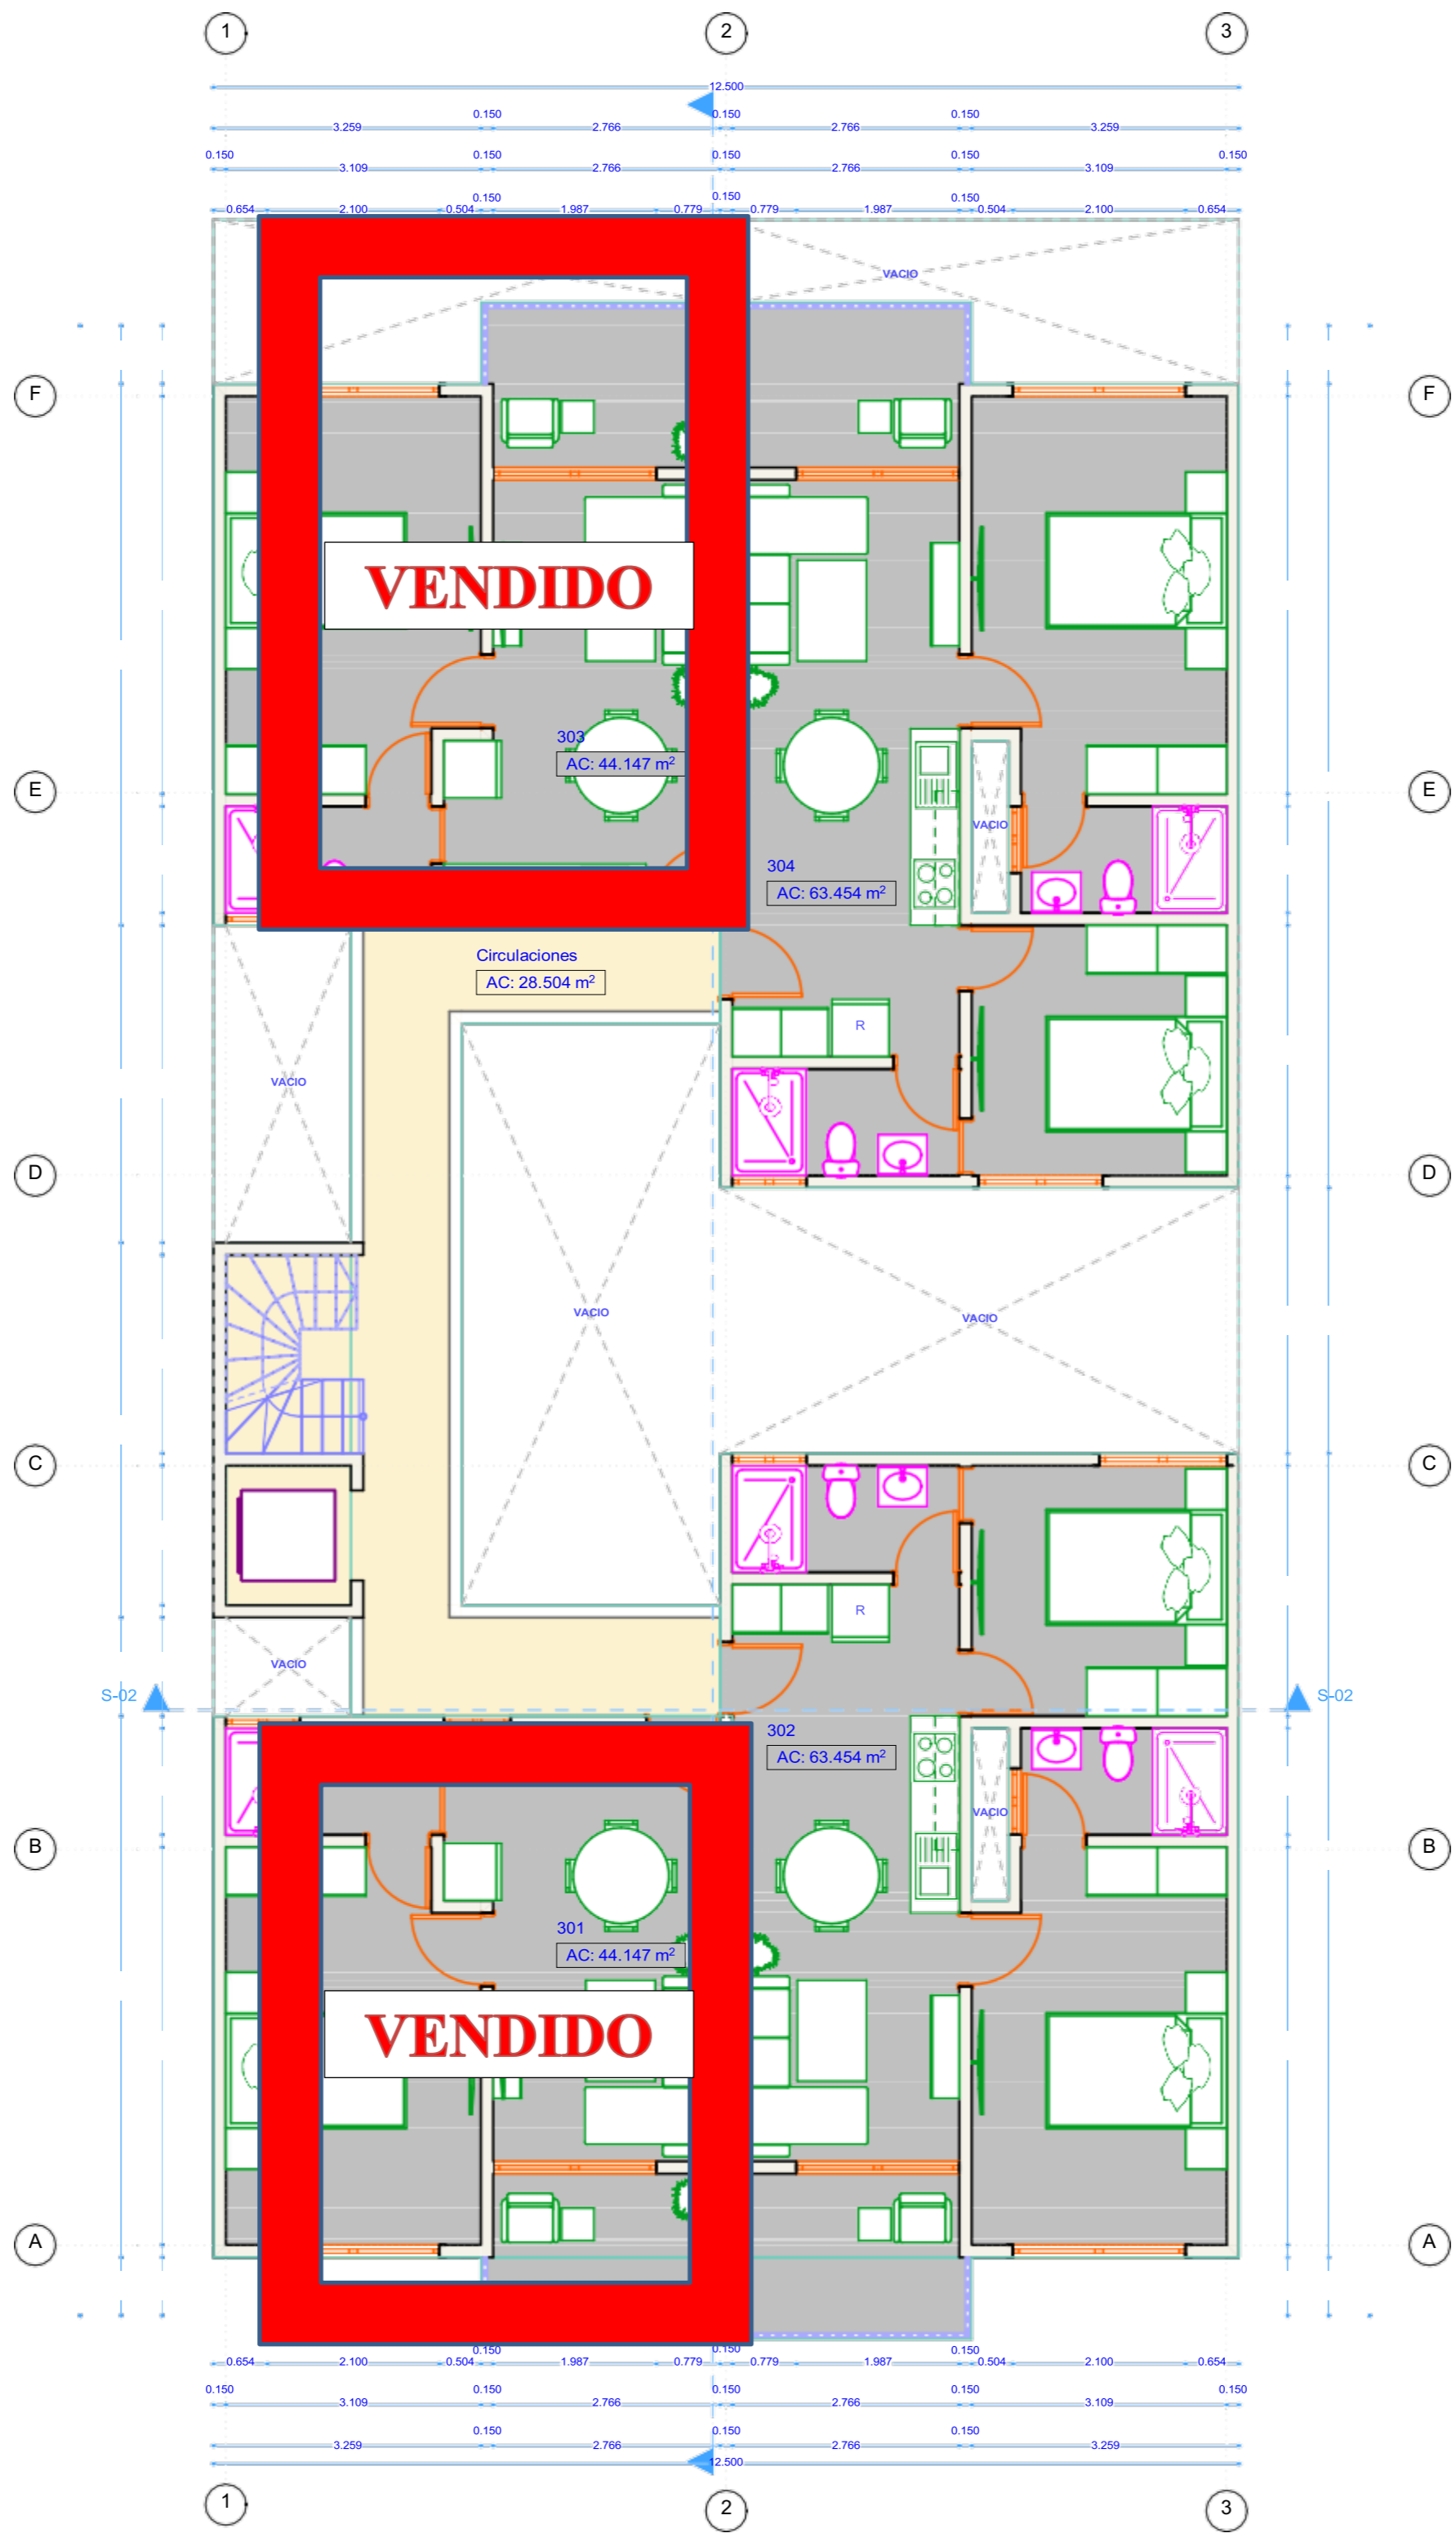 1 2 3
12.500
0.150 0.150 0.150
3.259 2.766 2.766 3.259
0.150 0.150 0.150 0.150 0.150
3.109 2.766 2.766 3.109
0.150 0.150 0.150
0.654 2.100 0.504 1.987 0.779 0.779 1.987 0.504 2.100 0.654
VACIO
F F
VENDIDO
303
AC: 44.147 m²
E E
VACIO
304
AC: 63.454 m²
Circulaciones
AC: 28.504 m²
R
VACIO
D D
VACIO
VACIO
C C
R
VACIO
S-02 S-02
302
AC: 63.454 m²
VACIO
B B
301
AC: 44.147 m²
VENDIDO
A A
0.150 0.150 0.150
0.654 2.100 0.504 1.987 0.779 0.779 1.987 0.504 2.100 0.654
0.150 0.150 0.150 0.150 0.150
3.109 2.766 2.766 3.109
0.150 0.150 0.150
3.259 2.766 2.766 3.259
12.500
1 2 3